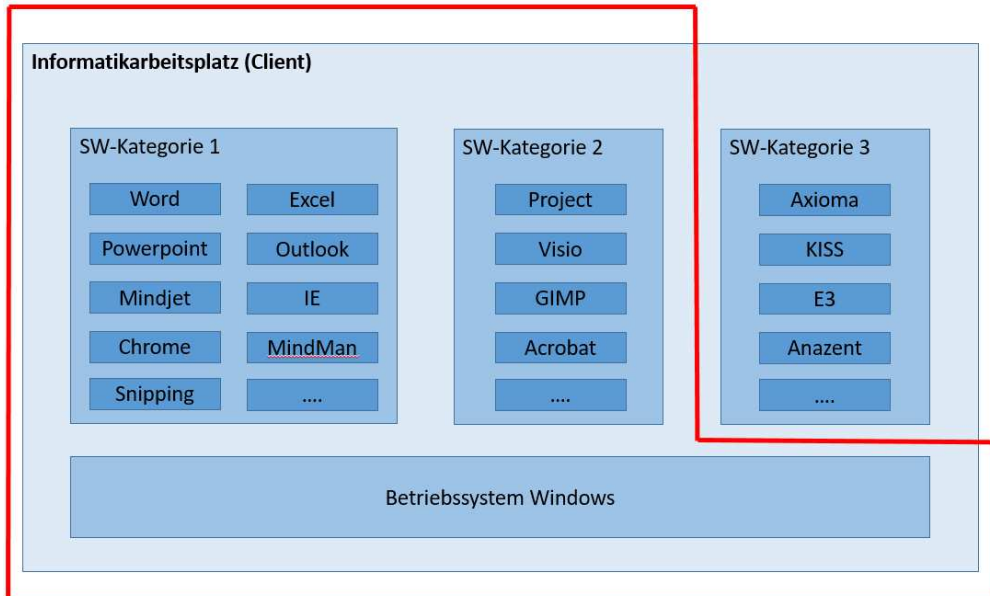 Informatikarbeitsplatz (Client)
SW-Kategorie 1
Word
Excel
Powerpoint
Outlook
Mindjet
IE
Chrome
MindMan
Snipping
....
SW-Kategorie 2
Project
Visio
GIMP
Acrobat
....
SW-Kategorie 3
Axioma
KISS
E3
Anazent
....
Betriebssystem Windows